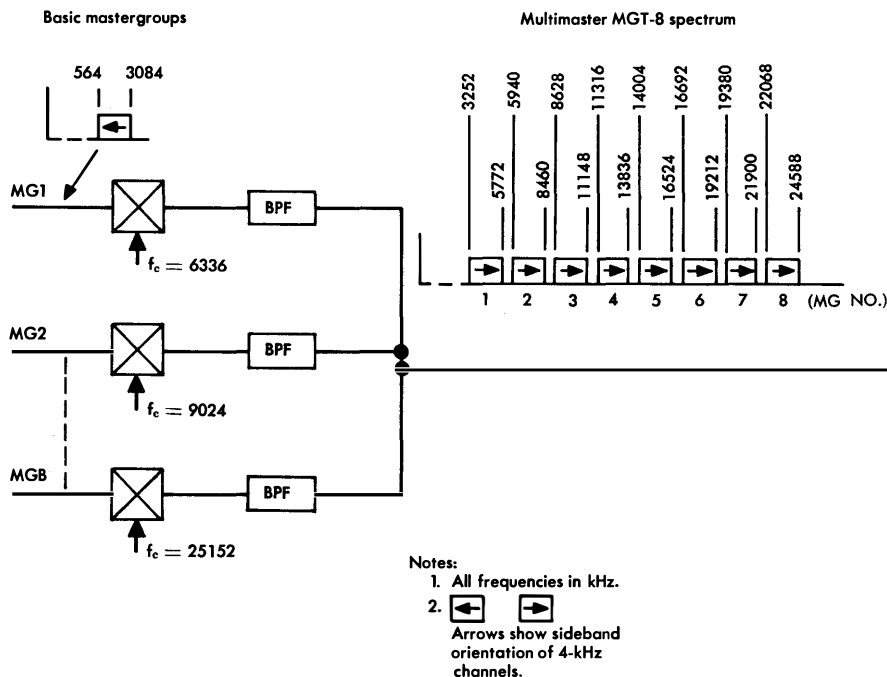 Basic mastergroups
Multimaster MGT-8 spectrum
564 3084
3252 5940 8628 11316 14004 16692 19380 22068
5772 8460 11148 13836 16524 19212 21900 24588
MG1
BPF
fc = 6336
1 2 3 4 5 6 7 8 (MG NO.)
MG2
BPF
fc = 9024
MGB
BPF
fc = 25152
Notes:
1. All frequencies in kHz.
2.
Arrows show sideband
orientation of 4-kHz
channels.